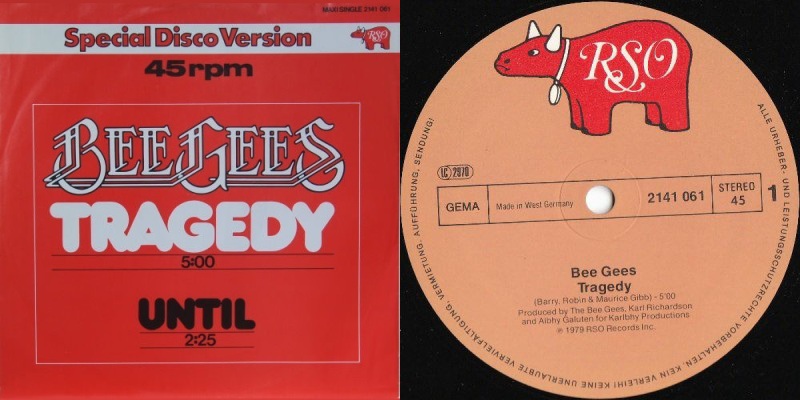 MAXI SINGLE 2141 061
Special Disco Version
RSO
45 rpm
BEE GEES
TRAGEDY
5:00
UNTIL
2:25
RSO
LC 2970
GEMA
Made in West Germany
2141 061
STEREO
45
1
Bee Gees
Tragedy
(Barry, Robin & Maurice Gibb) - 5'00
Produced by The Bee Gees, Karl Richardson
and Albhy Galuten for Karlbhy Productions
℗ 1979 RSO Records Inc.
ALLE URHEBER- UND LEISTUNGSSCHUTZRECHTE VORBEHALTEN. KEIN VERLEIH! KEINE UNERLAUBTE VERVIELFÄLTIGUNG, VERMIETUNG, AUFFÜHRUNG, SENDUNG!